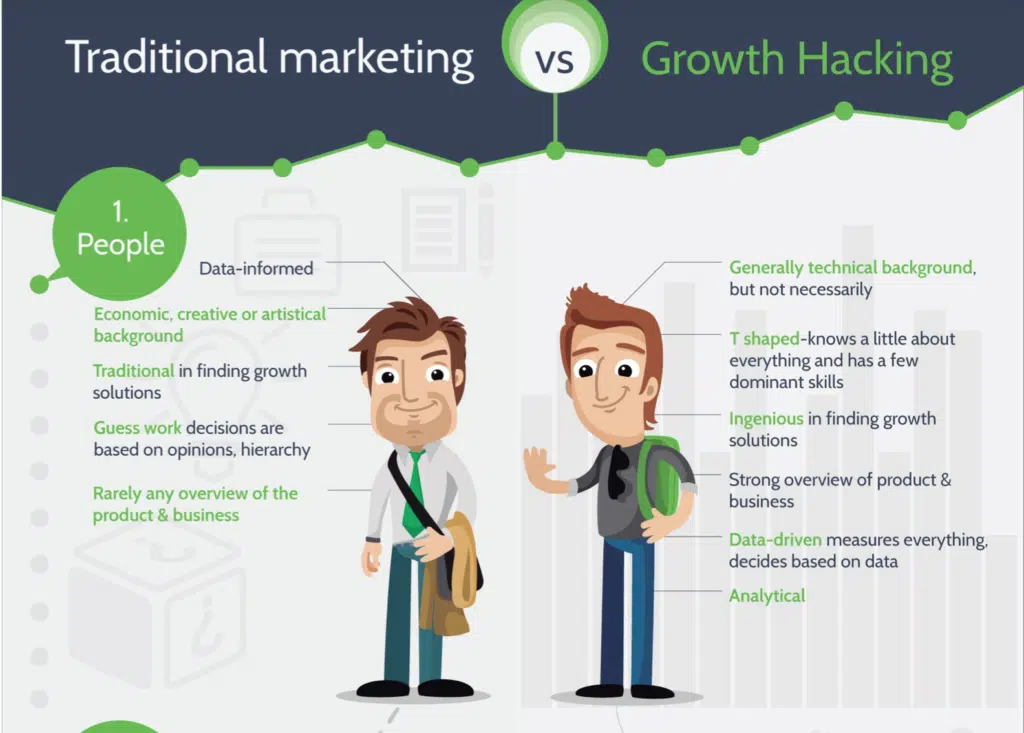 Traditional marketing
VS
Growth Hacking
1.
People
Data-informed
Economic, creative or artistical
background
Traditional in finding growth
solutions
Guess work decisions are
based on opinions, hierarchy
Rarely any overview of the
product & business
Generally technical background,
but not necessarily
T shaped-knows a little about
everything and has a few
dominant skills
Ingenious in finding growth
solutions
Strong overview of product &
business
Data-driven measures everything,
decides based on data
Analytical